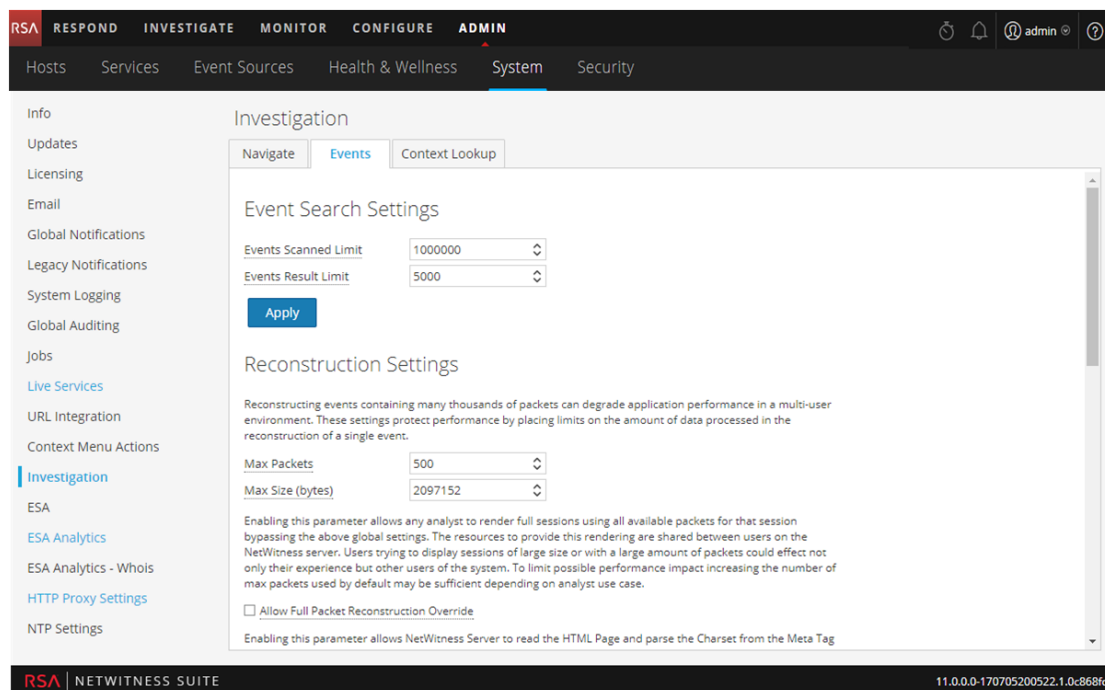 RSA RESPOND INVESTIGATE MONITOR CONFIGURE ADMIN admin
Hosts Services Event Sources Health & Wellness System Security
Info
Updates
Licensing
Email
Global Notifications
Legacy Notifications
System Logging
Global Auditing
Jobs
Live Services
URL Integration
Context Menu Actions
Investigation
ESA
ESA Analytics
ESA Analytics - Whois
HTTP Proxy Settings
NTP Settings
Investigation
Navigate Events Context Lookup
Event Search Settings
Events Scanned Limit 1000000
Events Result Limit 5000
Apply
Reconstruction Settings
Reconstructing events containing many thousands of packets can degrade application performance in a multi-user
environment. These settings protect performance by placing limits on the amount of data processed in the
reconstruction of a single event.
Max Packets 500
Max Size (bytes) 2097152
Enabling this parameter allows any analyst to render full sessions using all available packets for that session
bypassing the above global settings. The resources to provide this rendering are shared between users on the
NetWitness server. Users trying to display sessions of large size or with a large amount of packets could effect not
only their experience but other users of the system. To limit possible performance impact increasing the number of
max packets used by default may be sufficient depending on analyst use case.
Allow Full Packet Reconstruction Override
Enabling this parameter allows NetWitness Server to read the HTML Page and parse the Charset from the Meta Tag
RSA NETWITNESS SUITE
11.0.0.0-170705200522.1.0c868fd